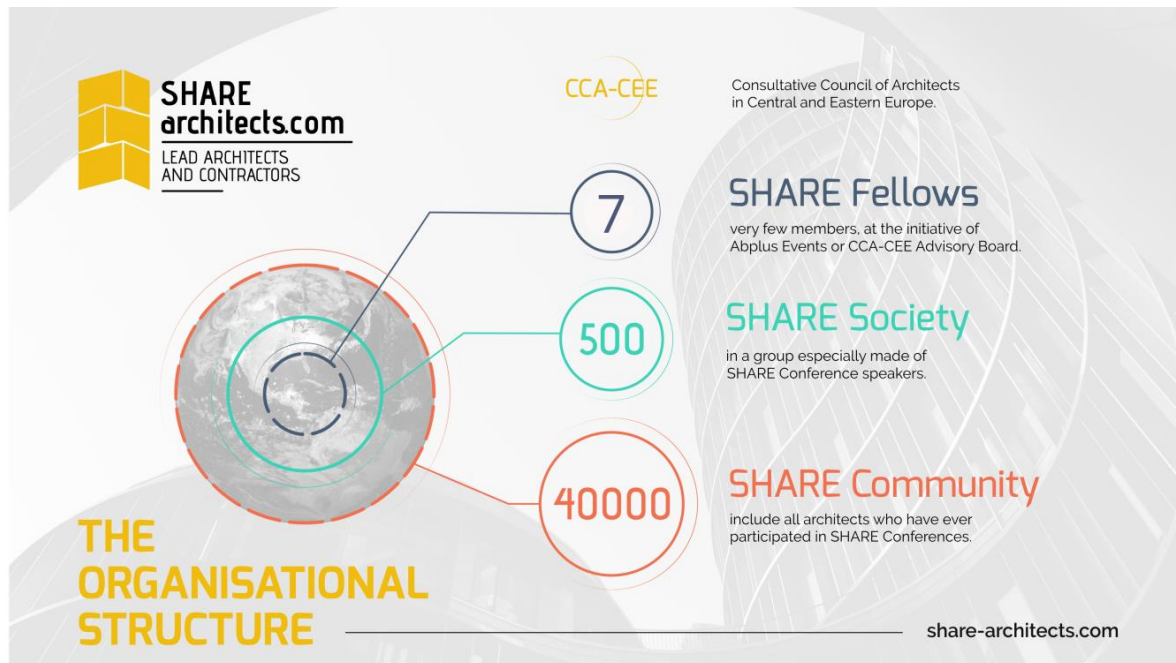 SHARE
architects.com
LEAD ARCHITECTS
AND CONTRACTORS
CCA-CEE
Consultative Council of Architects
in Central and Eastern Europe.
7
SHARE Fellows
very few members, at the initiative of
Abplus Events or CCA-CEE Advisory Board.
500
SHARE Society
in a group especially made of
SHARE Conference speakers.
40000
SHARE Community
include all architects who have ever
participated in SHARE Conferences.
THE
ORGANISATIONAL
STRUCTURE
share-architects.com